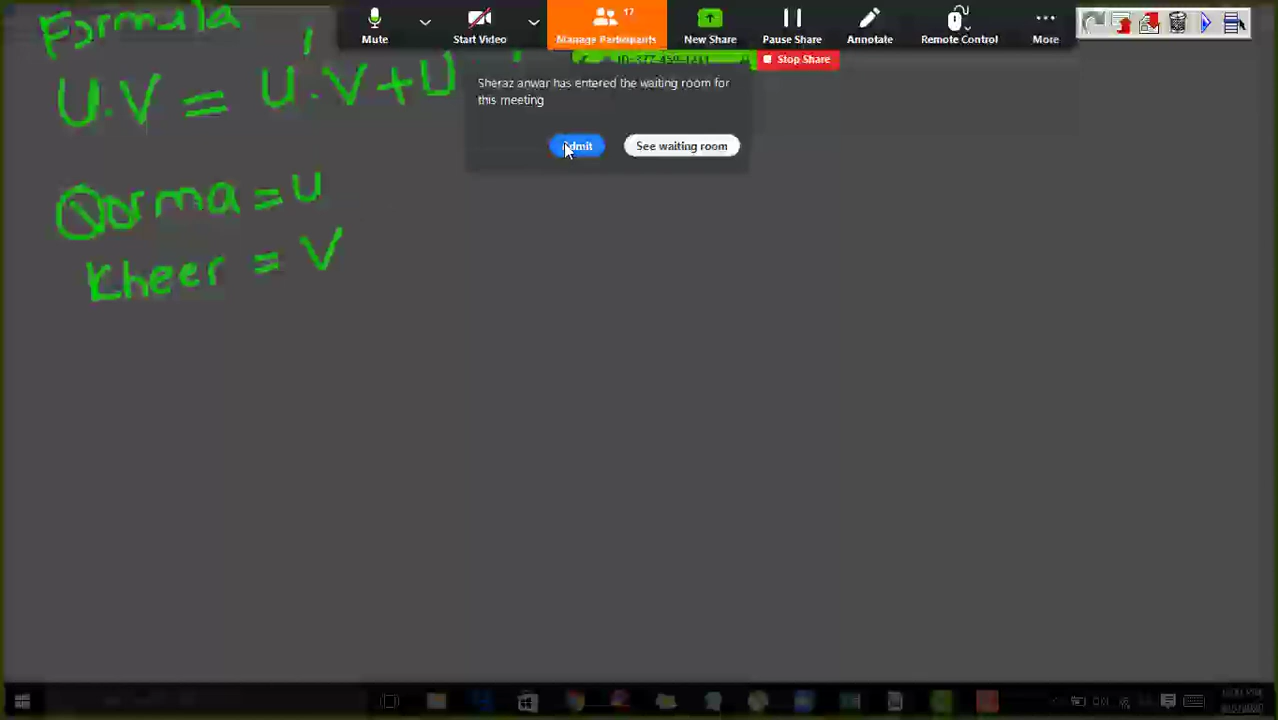 Formula
U·V = U'·V+U '
Qorma = U
Kheer = V
17
Mute
Start Video
Manage Participants
New Share
Pause Share
Annotate
Remote Control
More
Stop Share
Sheraz anwar has entered the waiting room for
this meeting
Admit
See waiting room